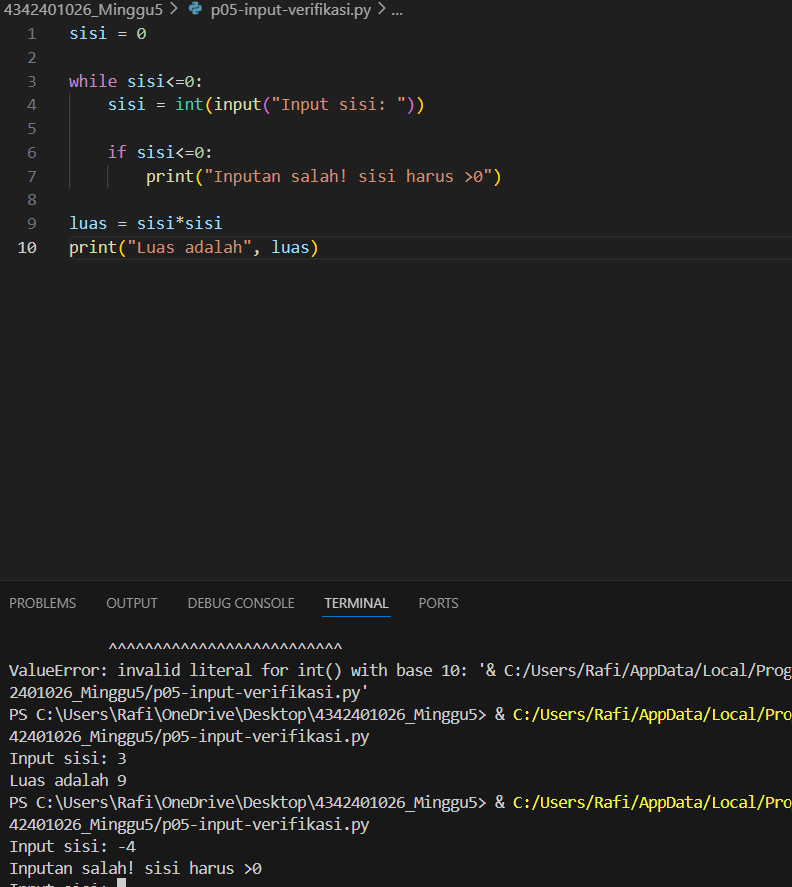 4342401026_Minggu5 > p05-input-verifikasi.py > ...
1 sisi = 0
2
3 while sisi<=0:
4     sisi = int(input("Input sisi: "))
5
6     if sisi<=0:
7         print("Inputan salah! sisi harus >0")
8
9 luas = sisi*sisi
10 print("Luas adalah", luas)
PROBLEMS OUTPUT DEBUG CONSOLE TERMINAL PORTS
^^^^^^^^^^^^^^^^^^^^^^^^^^
ValueError: invalid literal for int() with base 10: '& C:/Users/Rafi/AppData/Local/Prog
2401026_Minggu5/p05-input-verifikasi.py'
PS C:\Users\Rafi\OneDrive\Desktop\4342401026_Minggu5> & C:/Users/Rafi/AppData/Local/Pro
42401026_Minggu5/p05-input-verifikasi.py
Input sisi: 3
Luas adalah 9
PS C:\Users\Rafi\OneDrive\Desktop\4342401026_Minggu5> & C:/Users/Rafi/AppData/Local/Pro
42401026_Minggu5/p05-input-verifikasi.py
Input sisi: -4
Inputan salah! sisi harus >0
Input sisi: